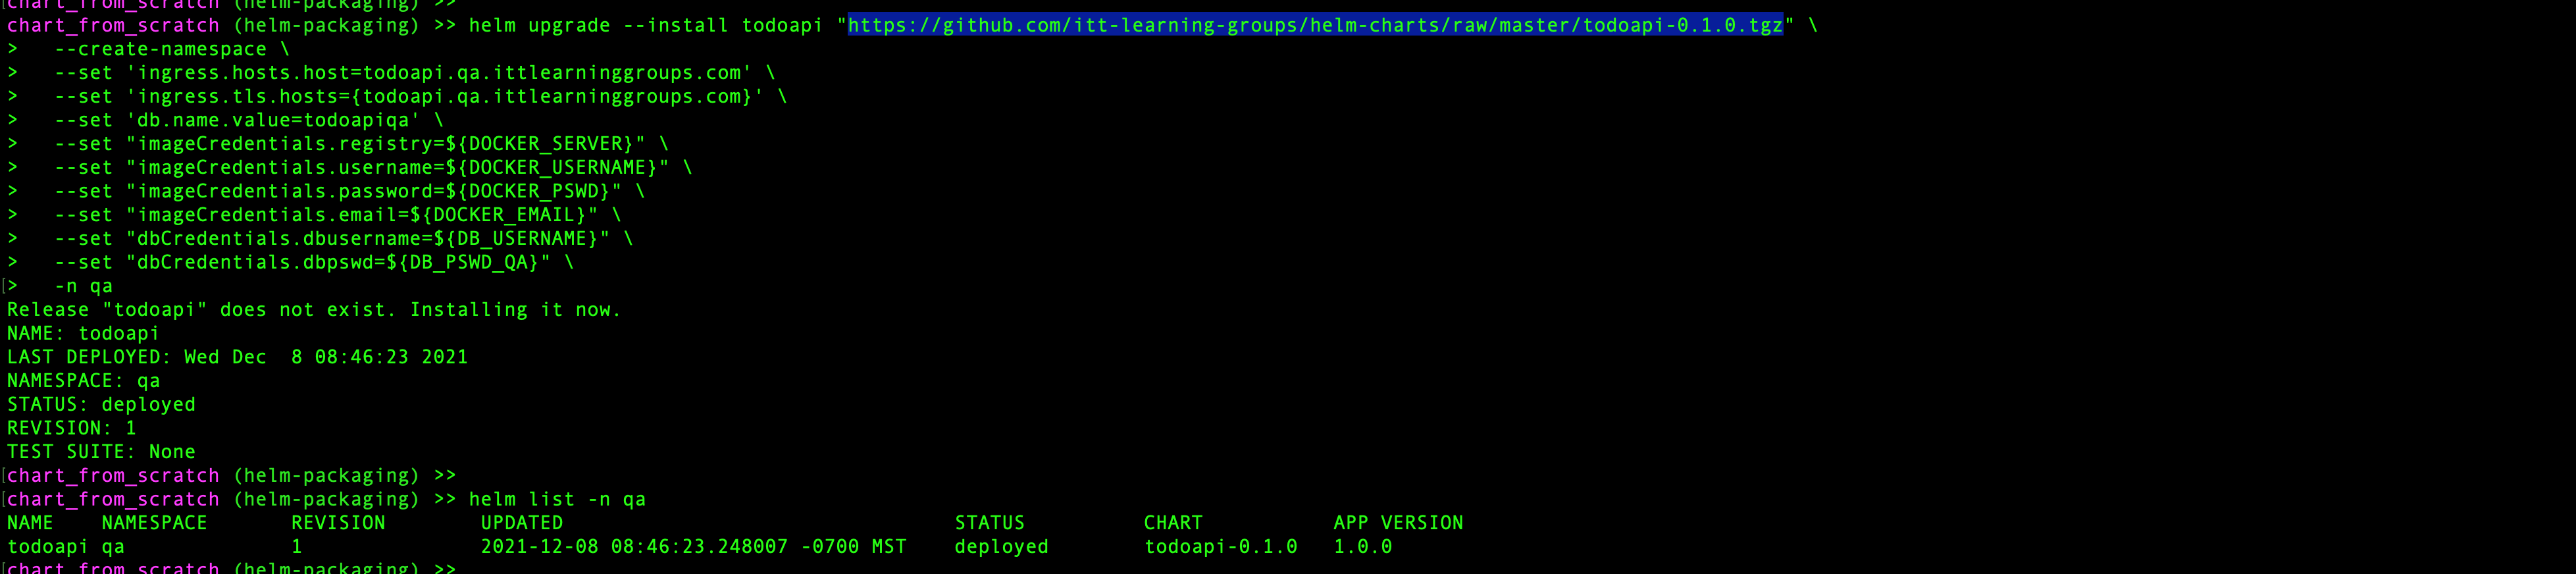 chart_from_scratch (helm-packaging) >>
chart_from_scratch (helm-packaging) >> helm upgrade --install todoapi "https://github.com/itt-learning-groups/helm-charts/raw/master/todoapi-0.1.0.tgz" \
>   --create-namespace \
>   --set 'ingress.hosts.host=todoapi.qa.ittlearninggroups.com' \
>   --set 'ingress.tls.hosts={todoapi.qa.ittlearninggroups.com}' \
>   --set 'db.name.value=todoapiqa' \
>   --set "imageCredentials.registry=${DOCKER_SERVER}" \
>   --set "imageCredentials.username=${DOCKER_USERNAME}" \
>   --set "imageCredentials.password=${DOCKER_PSWD}" \
>   --set "imageCredentials.email=${DOCKER_EMAIL}" \
>   --set "dbCredentials.dbusername=${DB_USERNAME}" \
>   --set "dbCredentials.dbpswd=${DB_PSWD_QA}" \
[>   -n qa
Release "todoapi" does not exist. Installing it now.
NAME: todoapi
LAST DEPLOYED: Wed Dec  8 08:46:23 2021
NAMESPACE: qa
STATUS: deployed
REVISION: 1
TEST SUITE: None
[chart_from_scratch (helm-packaging) >>
[chart_from_scratch (helm-packaging) >> helm list -n qa
NAME    NAMESPACE       REVISION        UPDATED                                 STATUS          CHART           APP VERSION
todoapi qa              1               2021-12-08 08:46:23.248007 -0700 MST    deployed        todoapi-0.1.0   1.0.0
[chart_from_scratch (helm-packaging) >>